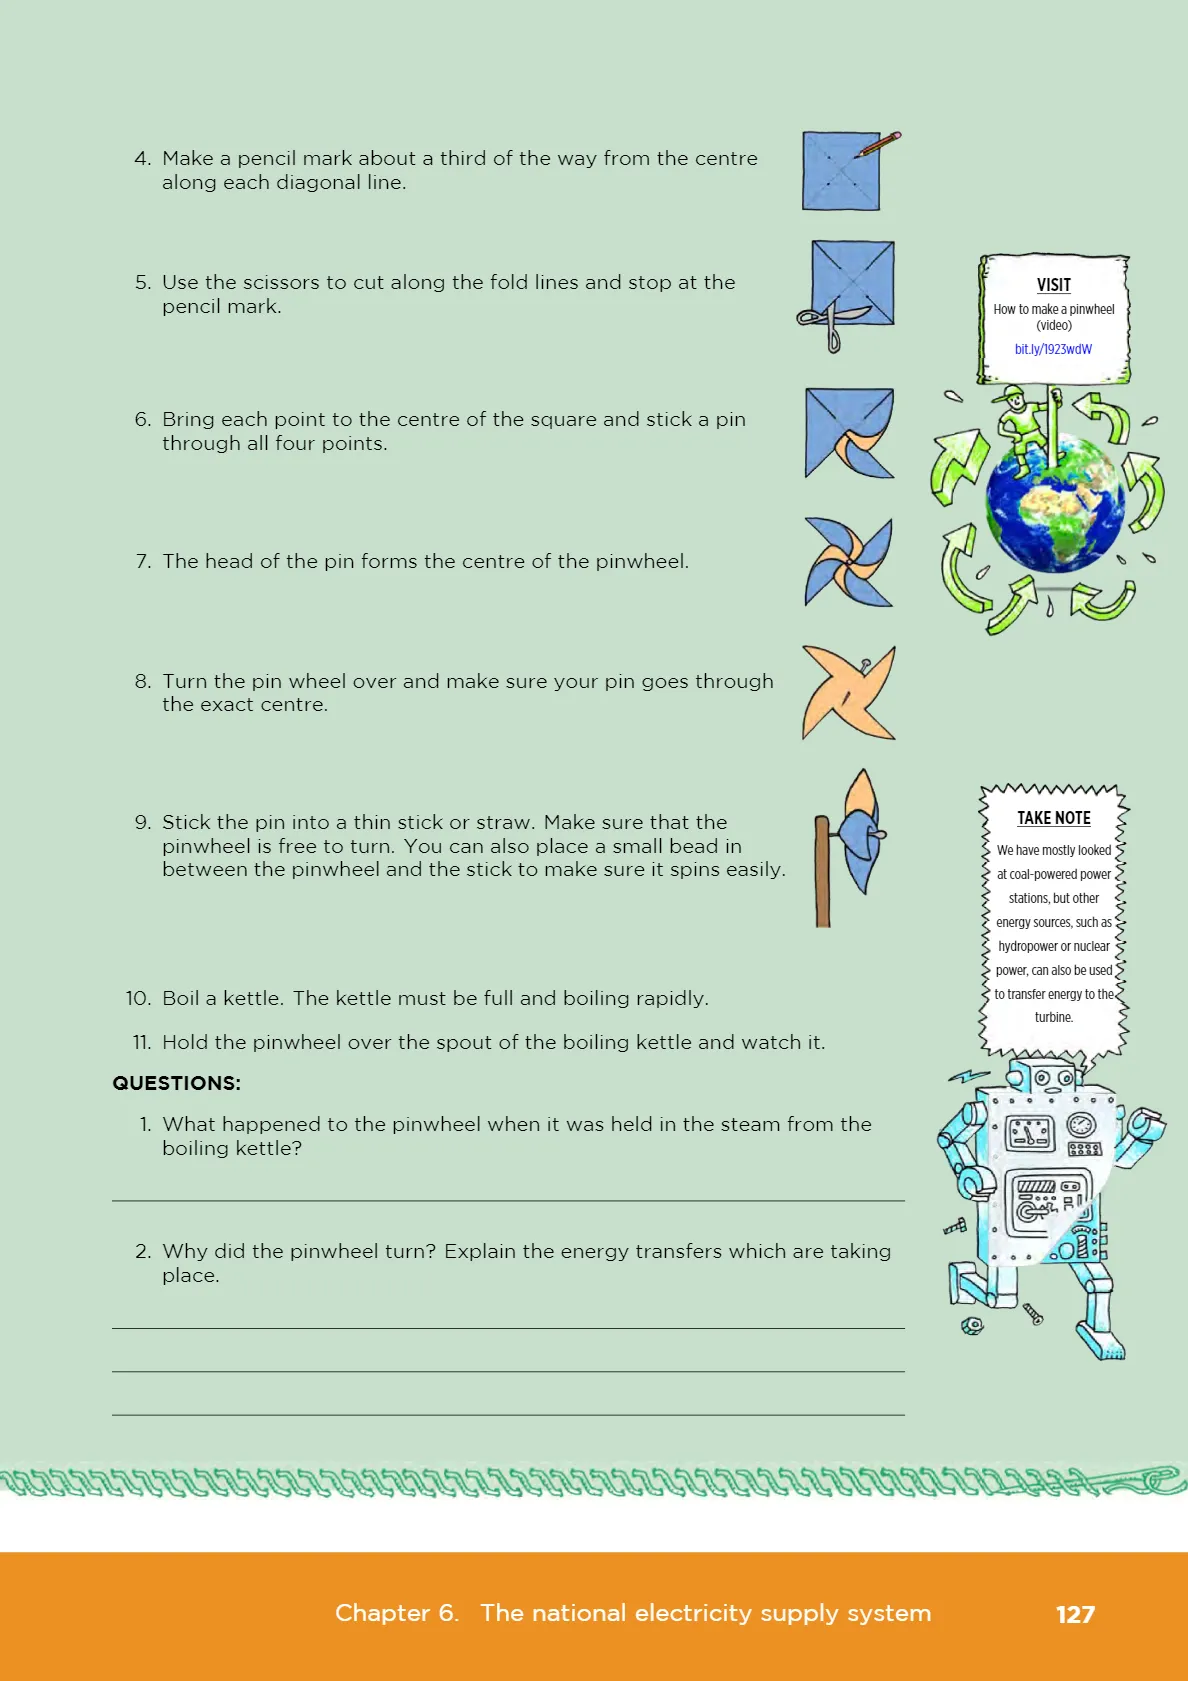 4. Make a pencil mark about a third of the way from the centre
along each diagonal line.
5. Use the scissors to cut along the fold lines and stop at the
pencil mark.
VISIT
How to make a pinwheel
(video)
bit.ly/1923wdW
6. Bring each point to the centre of the square and stick a pin
through all four points.
7. The head of the pin forms the centre of the pinwheel.
8. Turn the pin wheel over and make sure your pin goes through
the exact centre.
9. Stick the pin into a thin stick or straw. Make sure that the
pinwheel is free to turn. You can also place a small bead in
between the pinwheel and the stick to make sure it spins easily.
TAKE NOTE
We have mostly looked
at coal-powered power
stations, but other
energy sources, such as
hydropower or nuclear
power, can also be used
to transfer energy to the
turbine.
10. Boil a kettle. The kettle must be full and boiling rapidly.
11. Hold the pinwheel over the spout of the boiling kettle and watch it.
QUESTIONS:
1. What happened to the pinwheel when it was held in the steam from the
boiling kettle?
2. Why did the pinwheel turn? Explain the energy transfers which are taking
place.
Chapter 6. The national electricity supply system 127